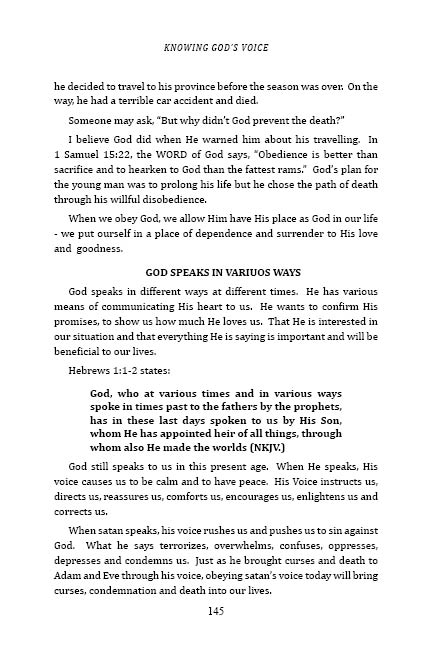 KNOWING GOD'S VOICE
he decided to travel to his province before the season was over. On the
way, he had a terrible car accident and died.
Someone may ask, “But why didn’t God prevent the death?”
I believe God did when He warned him about his travelling. In
1 Samuel 15:22, the WORD of God says, “Obedience is better than
sacrifice and to hearken to God than the fattest rams.” God’s plan for
the young man was to prolong his life but he chose the path of death
through his willful disobedience.
When we obey God, we allow Him have His place as God in our life
- we put ourself in a place of dependence and surrender to His love
and goodness.
GOD SPEAKS IN VARIUOS WAYS
God speaks in different ways at different times. He has various
means of communicating His heart to us. He wants to confirm His
promises, to show us how much He loves us. That He is interested in
our situation and that everything He is saying is important and will be
beneficial to our lives.
Hebrews 1:1-2 states:
God, who at various times and in various ways
spoke in times past to the fathers by the prophets,
has in these last days spoken to us by His Son,
whom He has appointed heir of all things, through
whom also He made the worlds (NKJV.)
God still speaks to us in this present age. When He speaks, His
voice causes us to be calm and to have peace. His Voice instructs us,
directs us, reassures us, comforts us, encourages us, enlightens us and
corrects us.
When satan speaks, his voice rushes us and pushes us to sin against
God. What he says terrorizes, overwhelms, confuses, oppresses,
depresses and condemns us. Just as he brought curses and death to
Adam and Eve through his voice, obeying satan’s voice today will bring
curses, condemnation and death into our lives.
145